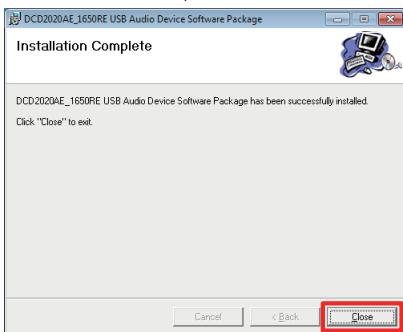 DCD2020AE_1650RE USB Audio Device Software Package
Installation Complete
DCD2020AE_1650RE USB Audio Device Software Package has been successfully installed.
Click "Close" to exit.
Cancel
< Back
Close